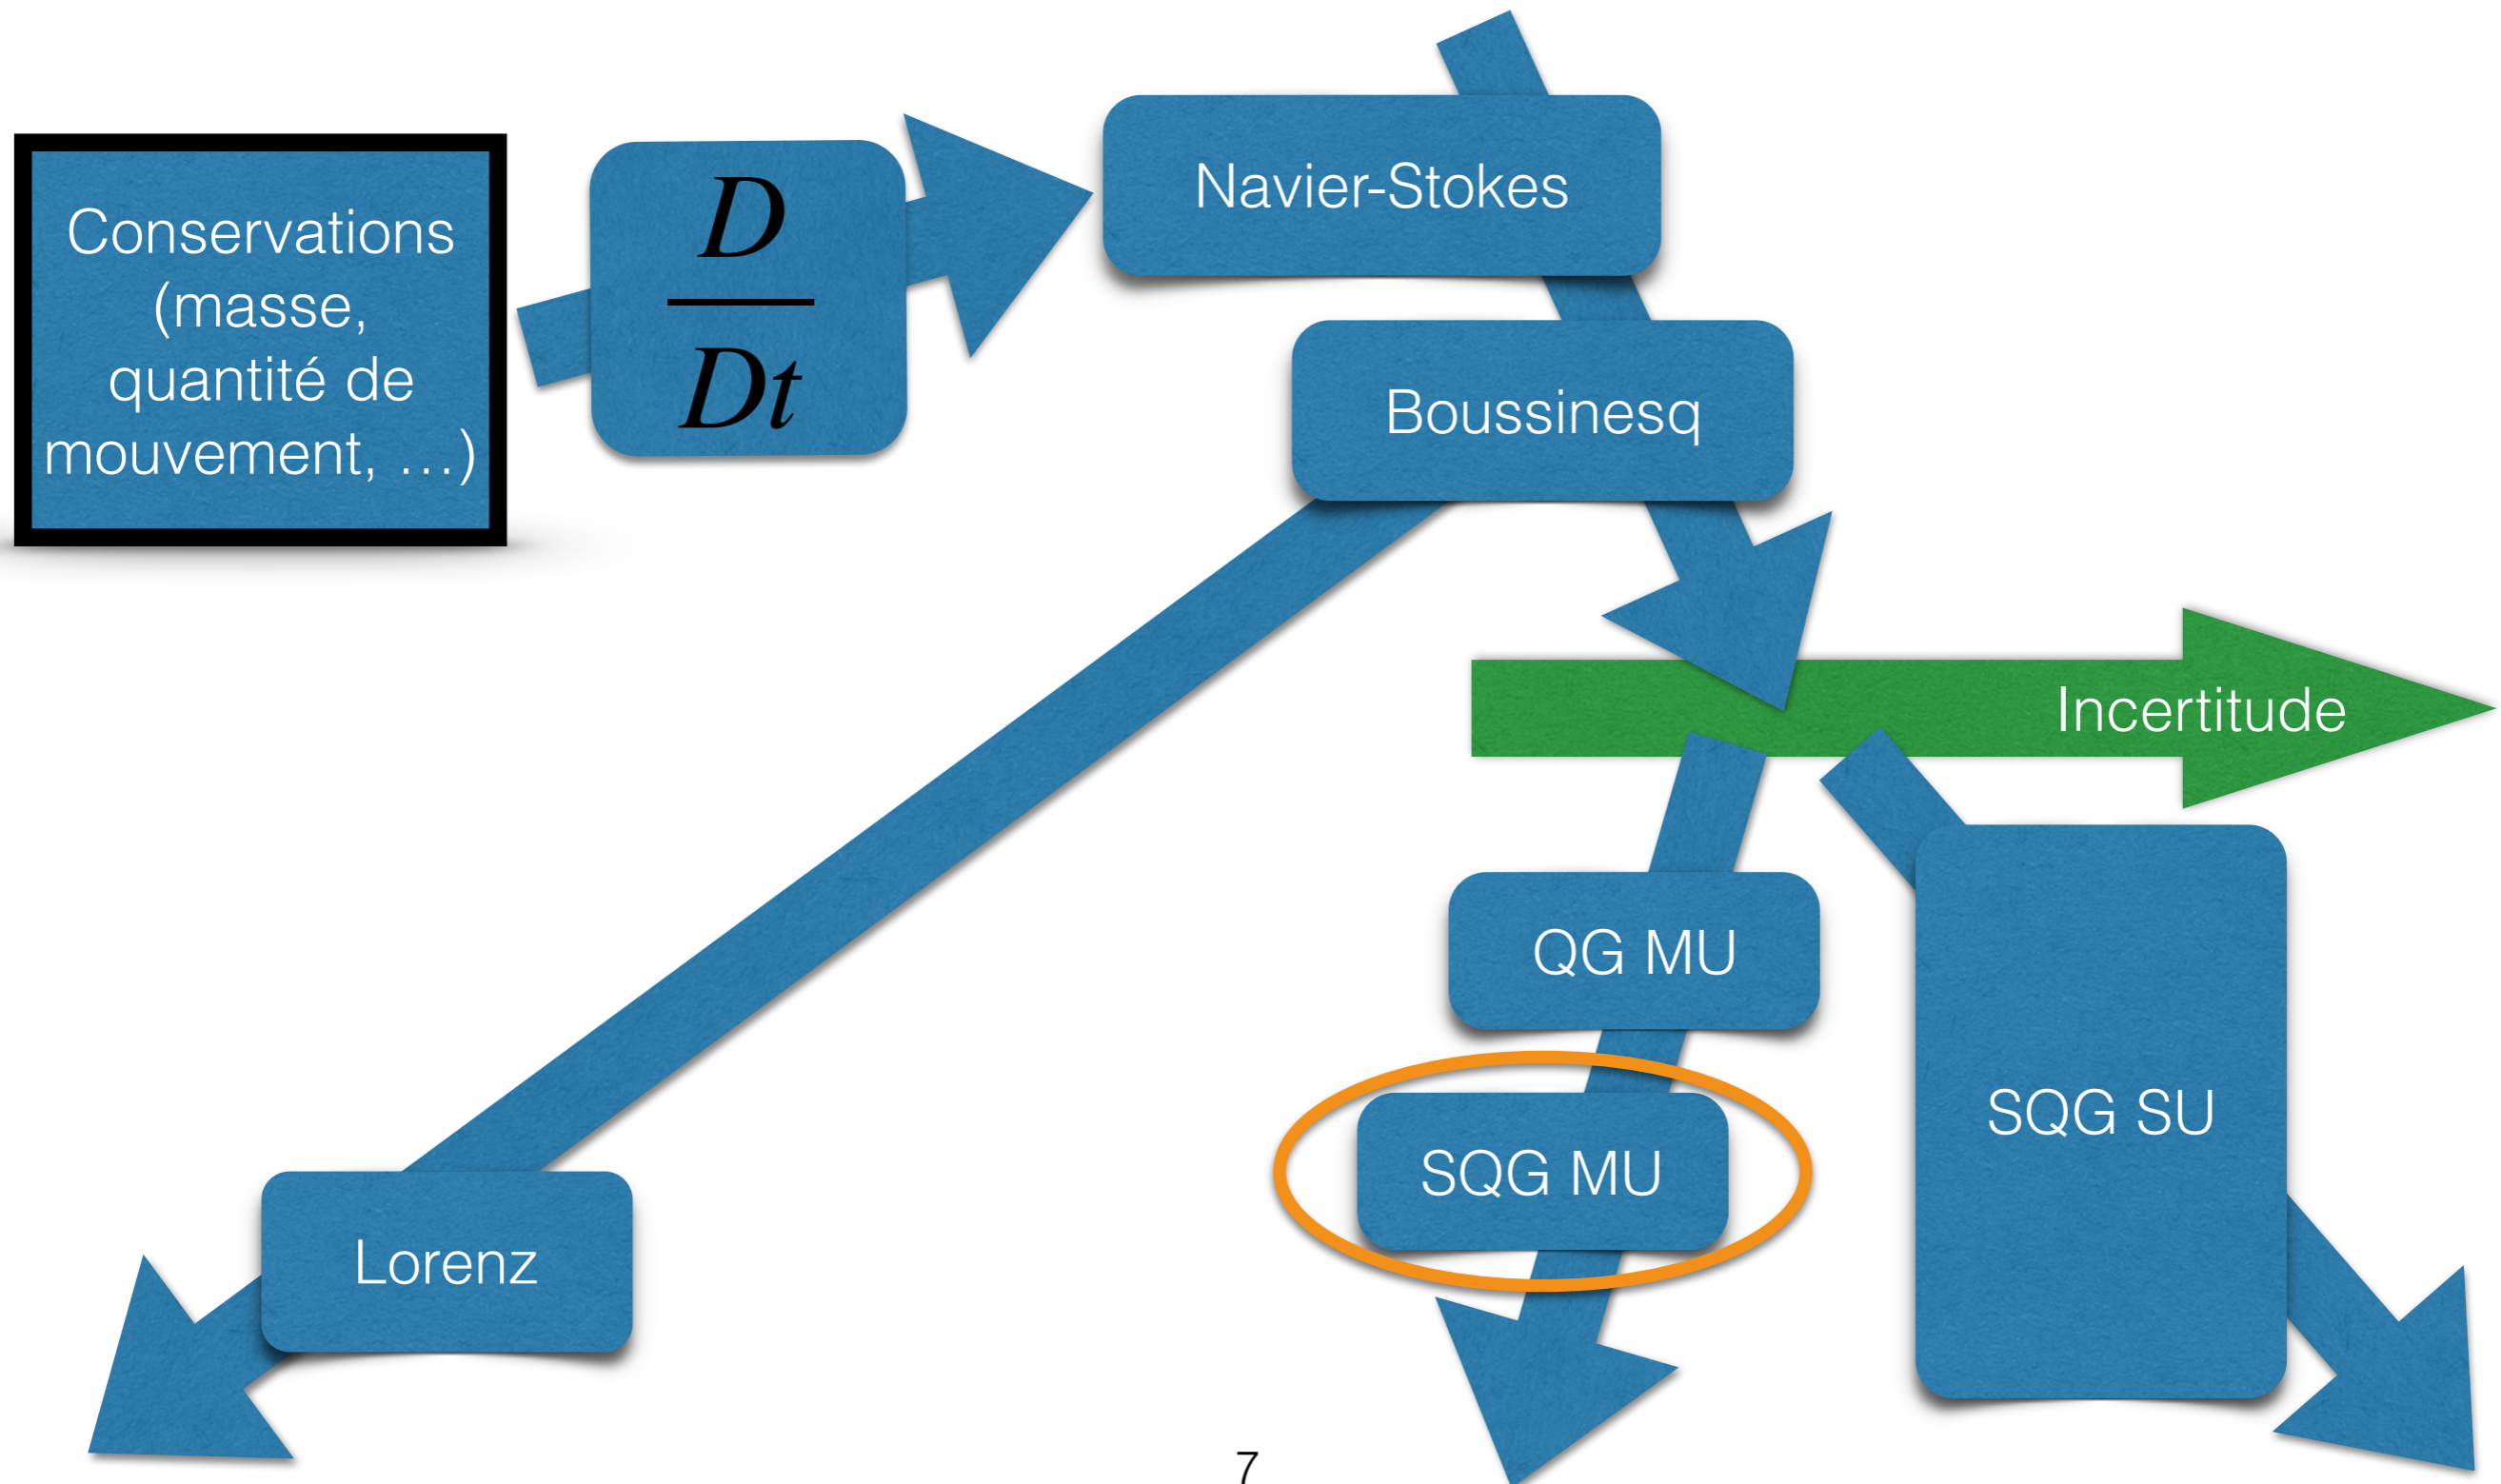 Conservations
(masse,
quantité de
mouvement, …)
D
Dt
Navier-Stokes
Boussinesq
Incertitude
QG MU
SQG MU
SQG SU
Lorenz
7